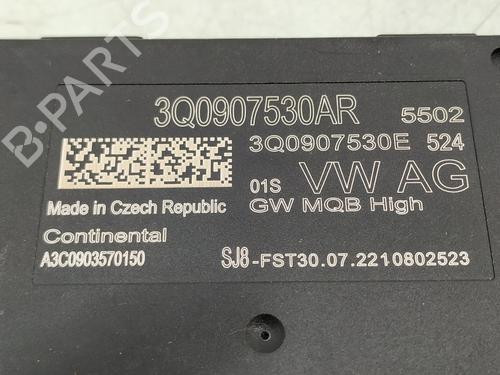 3Q0907530AR 5502
3Q0907530E 524
01S VW AG
Made in Czech Republic GW MQB High
Continental
A3C0903570150 SJ8-FST30.07.2210802523
B-PARTS